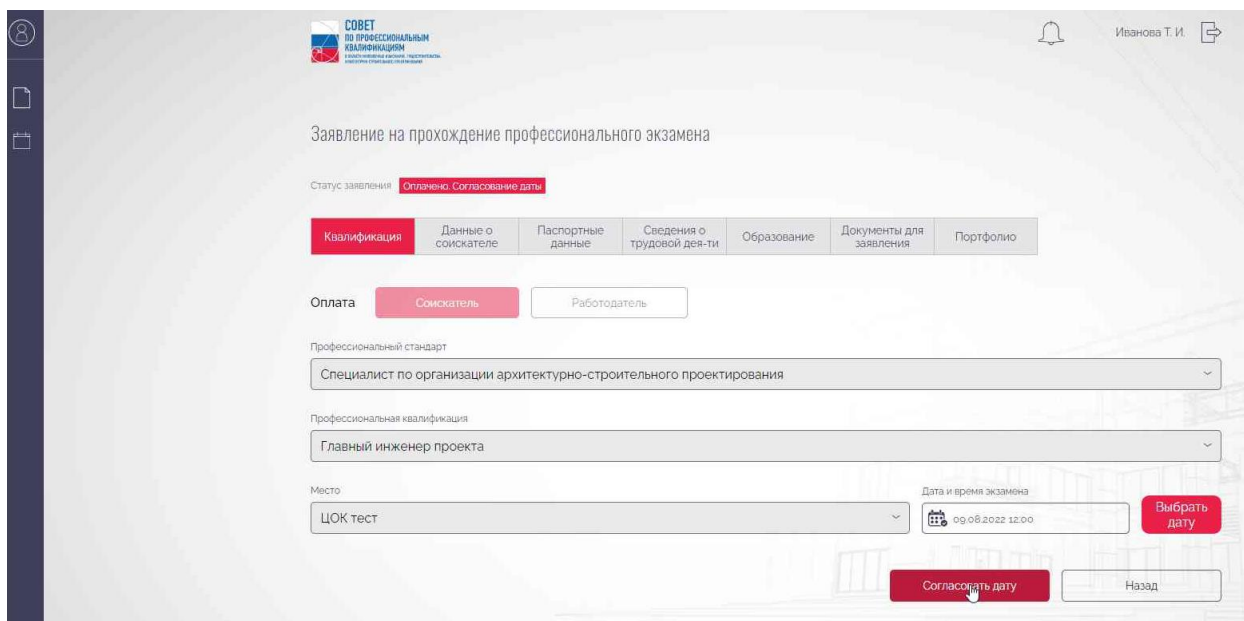 СОВЕТ
ПО ПРОФЕССИОНАЛЬНЫМ
КВАЛИФИКАЦИЯМ
Иванова Т. И.
Заявление на прохождение профессионального экзамена
Статус заявления Оплачено. Согласование даты
Квалификация
Данные о
соискателе
Паспортные
данные
Сведения о
трудовой дея-ти
Образование
Документы для
заявления
Портфолио
Оплата Соискатель Работодатель
Профессиональный стандарт
Специалист по организации архитектурно-строительного проектирования
Профессиональная квалификация
Главный инженер проекта
Место
ЦОК тест
Дата и время экзамена
09.08.2022 12:00
Выбрать
дату
Согласовать дату Назад